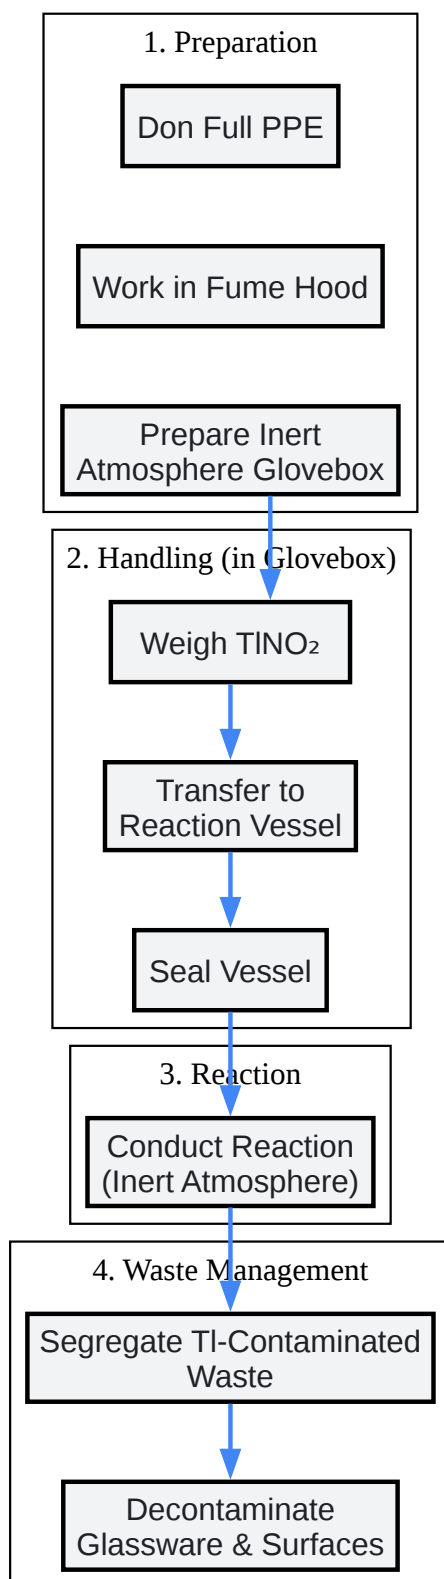 1. Preparation
Don Full PPE
Work in Fume Hood
Prepare Inert
Atmosphere Glovebox
2. Handling (in Glovebox)
Weigh TlNO₂
Transfer to
Reaction Vessel
Seal Vessel
3. Reaction
Conduct Reaction
(Inert Atmosphere)
4. Waste Management
Segregate Tl-Contaminated
Waste
Decontaminate
Glassware & Surfaces